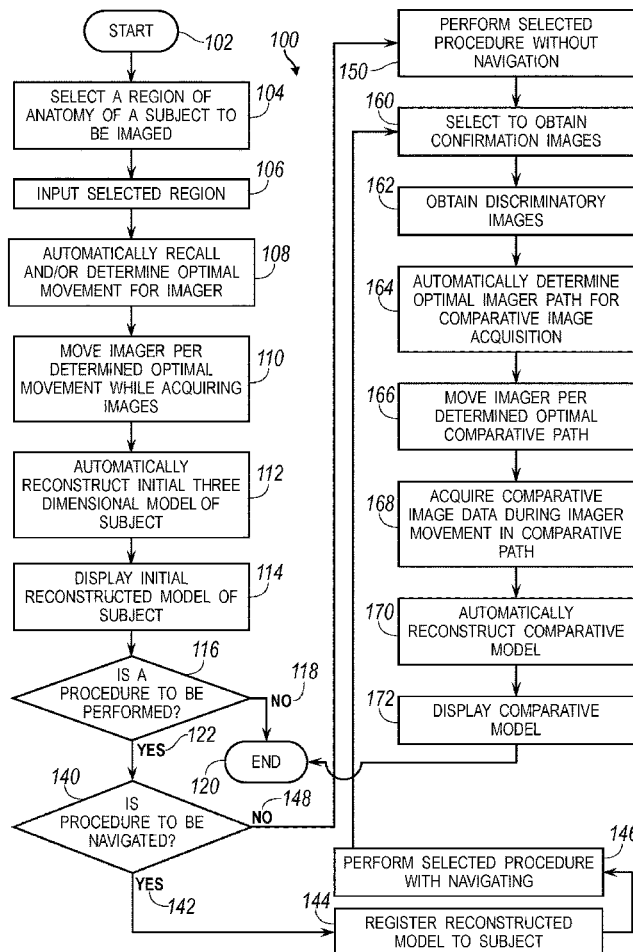 START
102
100
SELECT A REGION OF
ANATOMY OF A SUBJECT TO
BE IMAGED
104
INPUT SELECTED REGION
106
AUTOMATICALLY RECALL
AND/OR DETERMINE OPTIMAL
MOVEMENT FOR IMAGER
108
MOVE IMAGER PER
DETERMINED OPTIMAL
MOVEMENT WHILE ACQUIRING
IMAGES
110
AUTOMATICALLY
RECONSTRUCT INITIAL THREE
DIMENSIONAL MODEL OF
SUBJECT
112
DISPLAY INITIAL
RECONSTRUCTED MODEL OF
SUBJECT
114
IS A
PROCEDURE TO BE
PERFORMED?
116
NO
118
END
120
YES
122
IS
PROCEDURE TO BE
NAVIGATED?
140
NO
148
YES
142
REGISTER RECONSTRUCTED
MODEL TO SUBJECT
144
PERFORM SELECTED PROCEDURE
WITH NAVIGATING
146
PERFORM SELECTED
PROCEDURE WITHOUT
NAVIGATION
150
SELECT TO OBTAIN
CONFIRMATION IMAGES
160
OBTAIN DISCRIMINATORY
IMAGES
162
AUTOMATICALLY DETERMINE
OPTIMAL IMAGER PATH FOR
COMPARATIVE IMAGE
ACQUISITION
164
MOVE IMAGER PER
DETERMINED OPTIMAL
COMPARATIVE PATH
166
ACQUIRE COMPARATIVE
IMAGE DATA DURING IMAGER
MOVEMENT IN COMPARATIVE
PATH
168
AUTOMATICALLY
RECONSTRUCT COMPARATIVE
MODEL
170
DISPLAY COMPARATIVE
MODEL
172